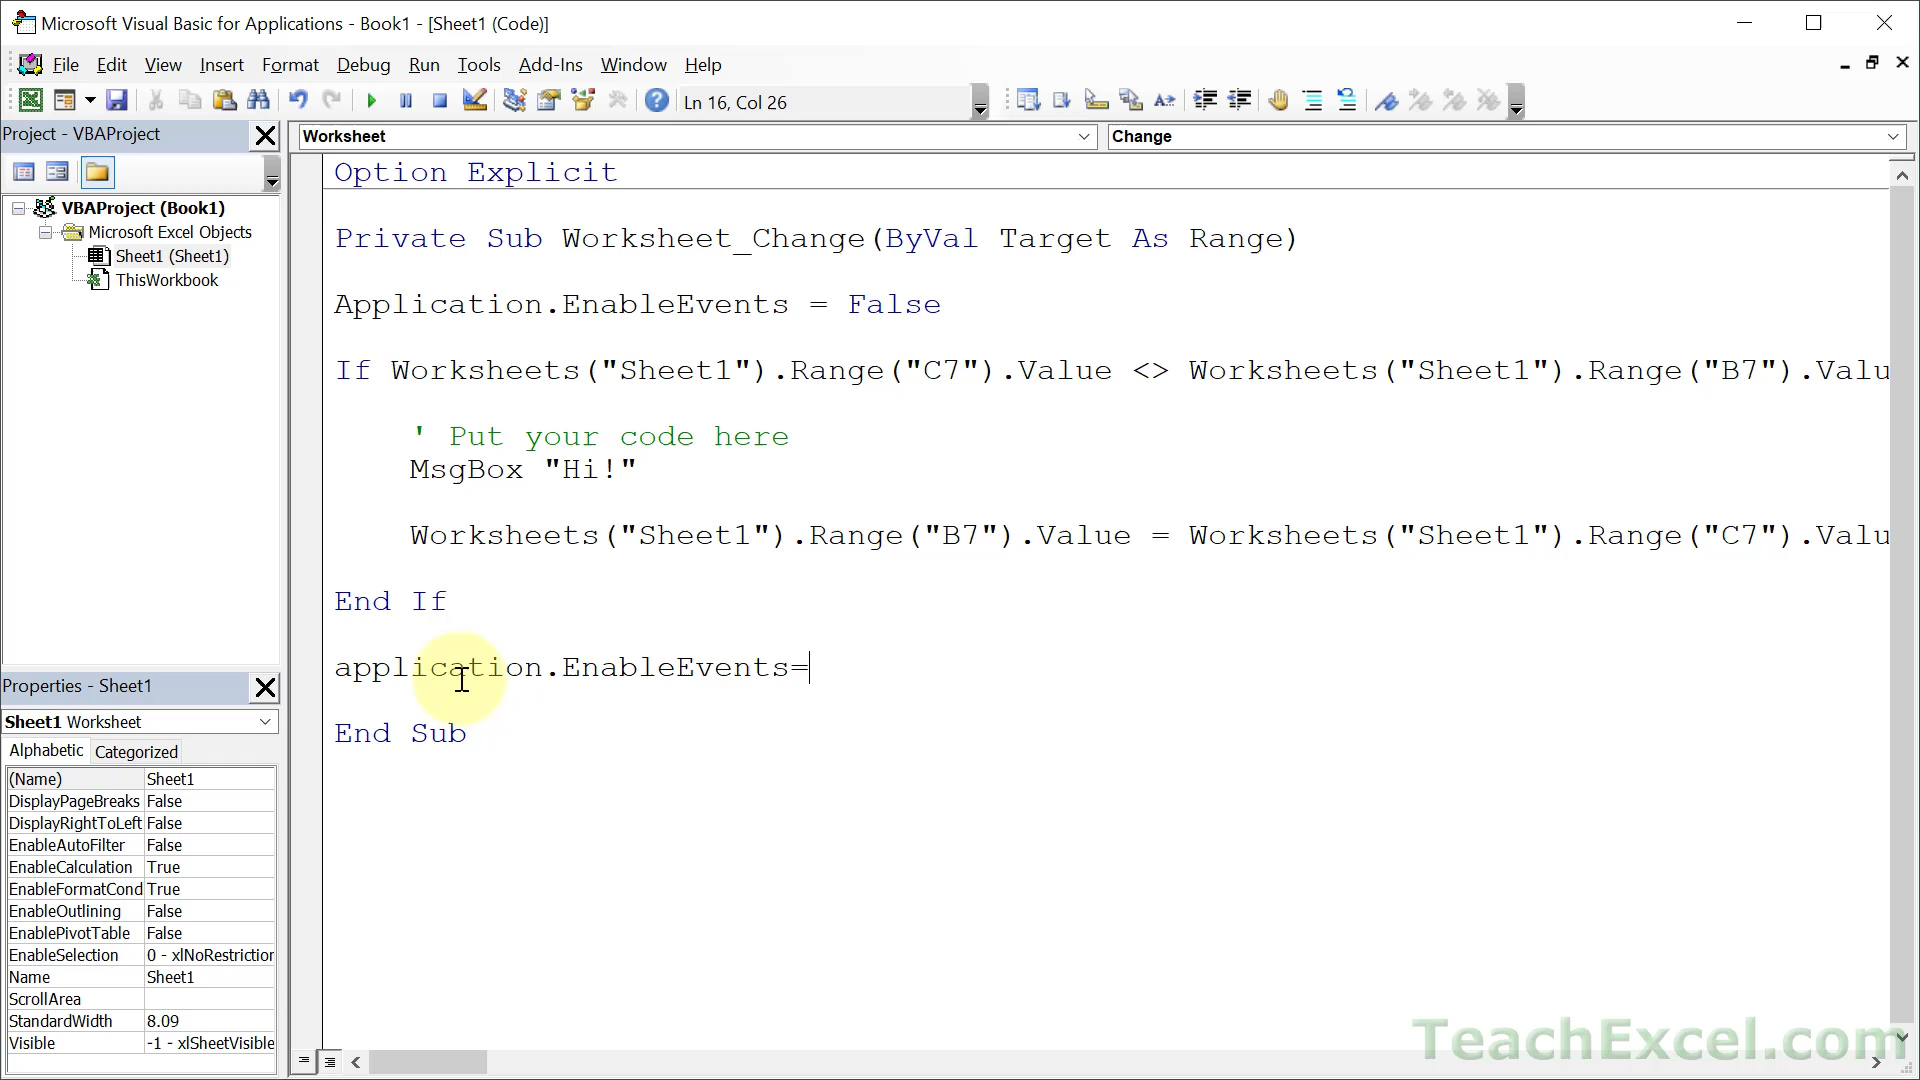 Microsoft Visual Basic for Applications - Book1 - [Sheet1 (Code)]
File Edit View Insert Format Debug Run Tools Add-Ins Window Help
Ln 16, Col 26
Project - VBAProject
Worksheet
Change
VBAProject (Book1)
Microsoft Excel Objects
Sheet1 (Sheet1)
ThisWorkbook
Option Explicit
Private Sub Worksheet_Change(ByVal Target As Range)
Application.EnableEvents = False
If Worksheets("Sheet1").Range("C7").Value <> Worksheets("Sheet1").Range("B7").Valu
' Put your code here
MsgBox "Hi!"
Worksheets("Sheet1").Range("B7").Value = Worksheets("Sheet1").Range("C7").Valu
End If
application.EnableEvents=
End Sub
Properties - Sheet1
Sheet1 Worksheet
Alphabetic Categorized
(Name) Sheet1
DisplayPageBreaks False
DisplayRightToLeft False
EnableAutoFilter False
EnableCalculation True
EnableFormatCond True
EnableOutlining False
EnablePivotTable False
EnableSelection 0 - xlNoRestriction
Name Sheet1
ScrollArea
StandardWidth 8.09
Visible -1 - xlSheetVisible
TeachExcel.com